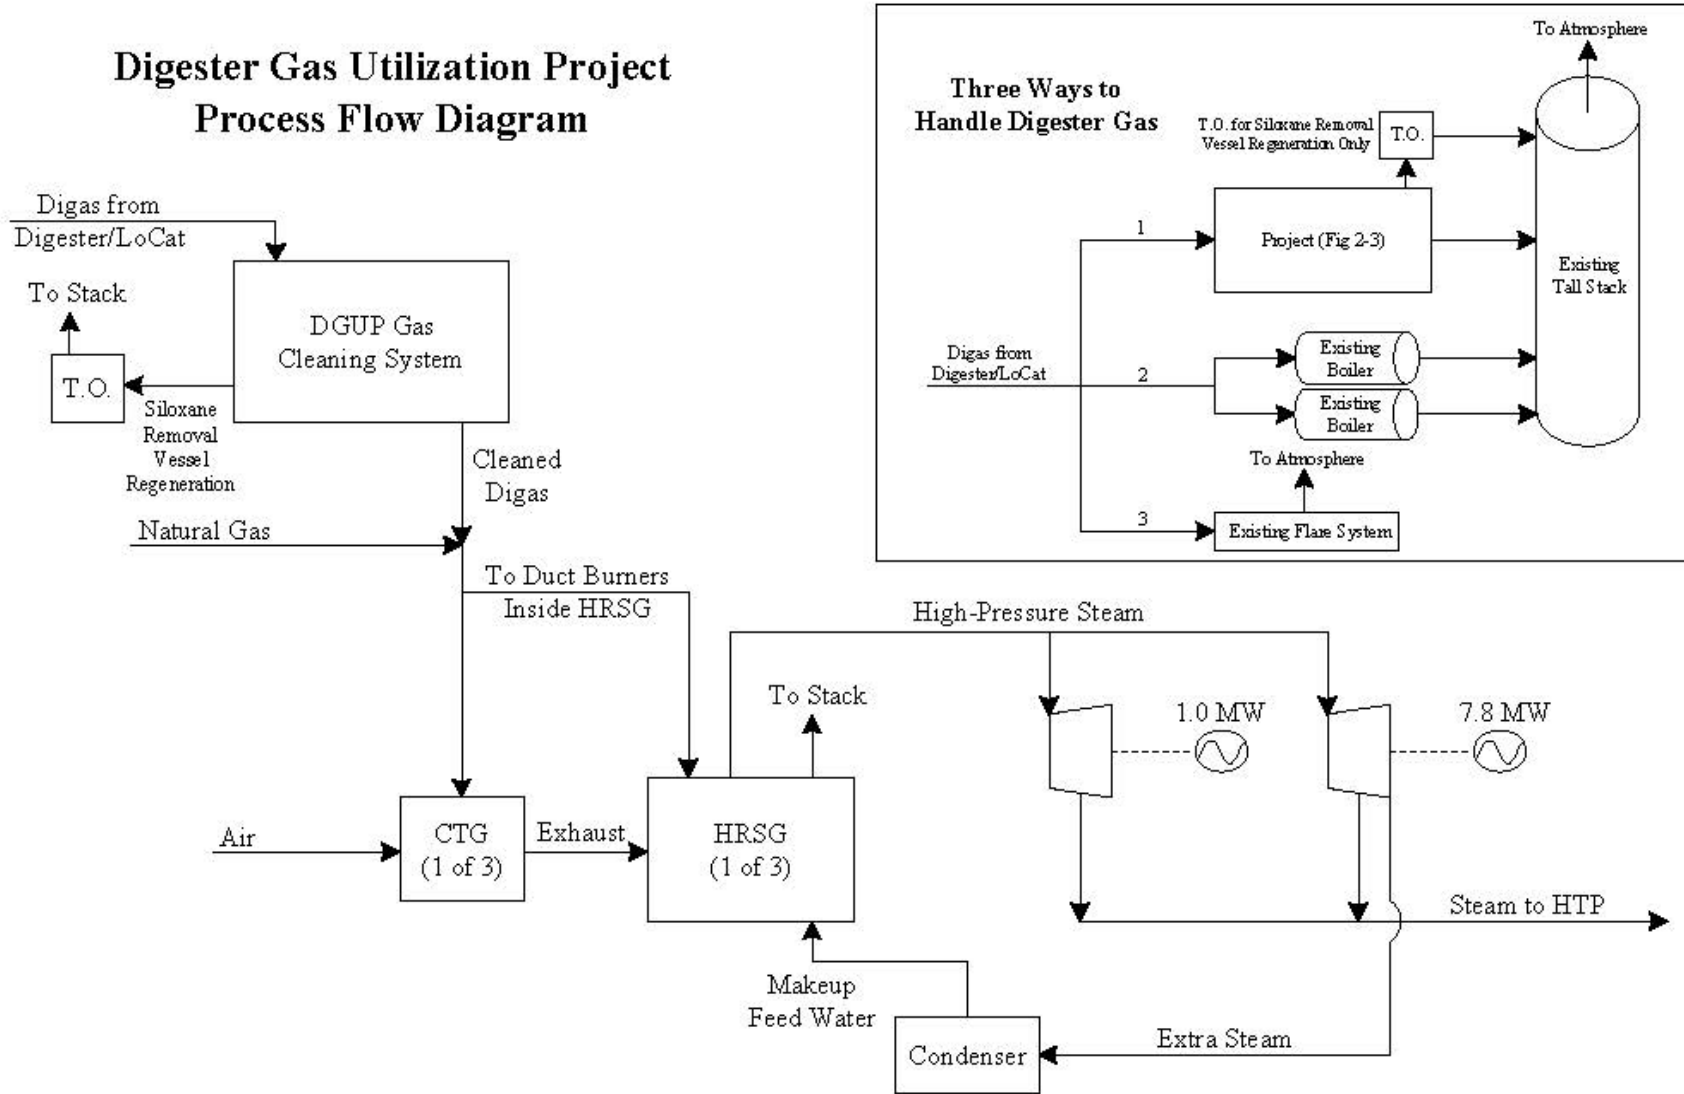 Digester Gas Utilization Project
Process Flow Diagram
Digas from
Digester/LoCat
To Stack
T.O.
DGUP Gas
Cleaning System
Siloxane
Removal
Vessel
Regeneration
Cleaned
Digas
Natural Gas
To Duct Burners
Inside HRSG
Air
CTG
(1 of 3)
Exhaust
HRSG
(1 of 3)
To Stack
High-Pressure Steam
1.0 MW
7.8 MW
Steam to HTP
Makeup
Feed Water
Condenser
Extra Steam
Three Ways to
Handle Digester Gas
To Atmosphere
T.O. for Siloxane Removal
Vessel Regeneration Only
T.O.
1
Project (Fig 2-3)
Existing
Tall Stack
Digas from
Digester/LoCat
2
Existing
Boiler
Existing
Boiler
To Atmosphere
3
Existing Flare System